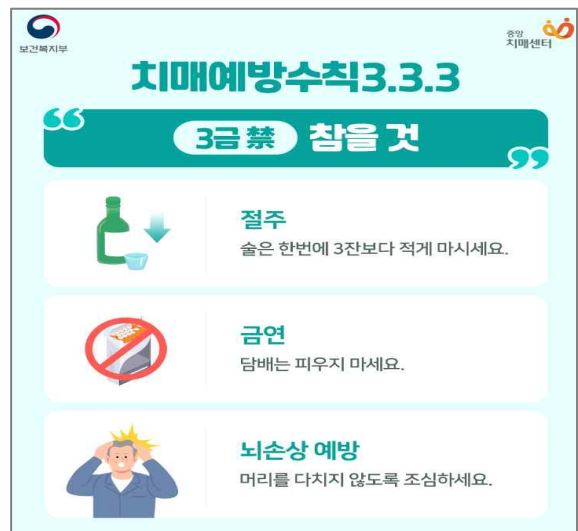 보건복지부
중앙
치매센터
치매예방수칙3.3.3
3금 禁 참을 것
절주
술은 한번에 3잔보다 적게 마시세요.
금연
담배는 피우지 마세요.
뇌손상 예방
머리를 다치지 않도록 조심하세요.